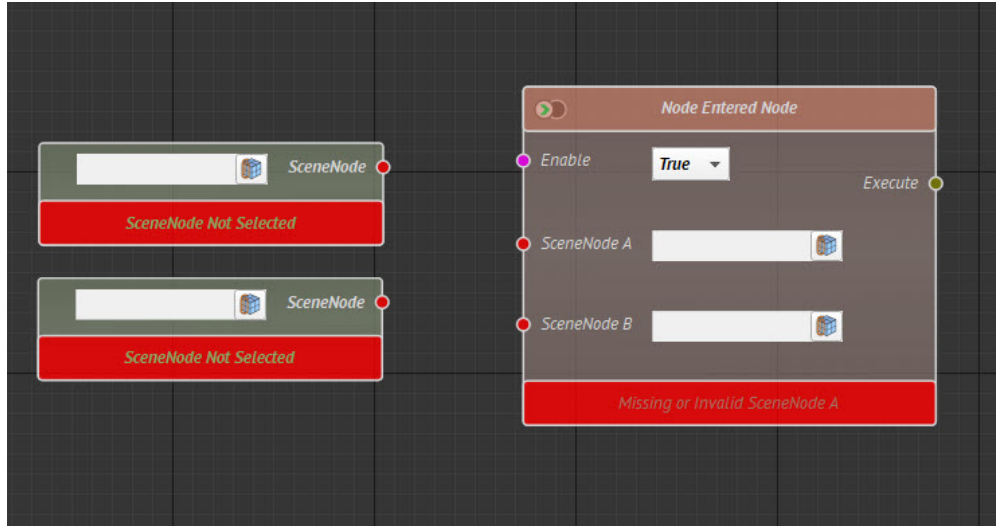 Node Entered Node
SceneNode
SceneNode Not Selected
SceneNode
SceneNode Not Selected
Enable
True
Execute
SceneNode A
SceneNode B
Missing or Invalid SceneNode A